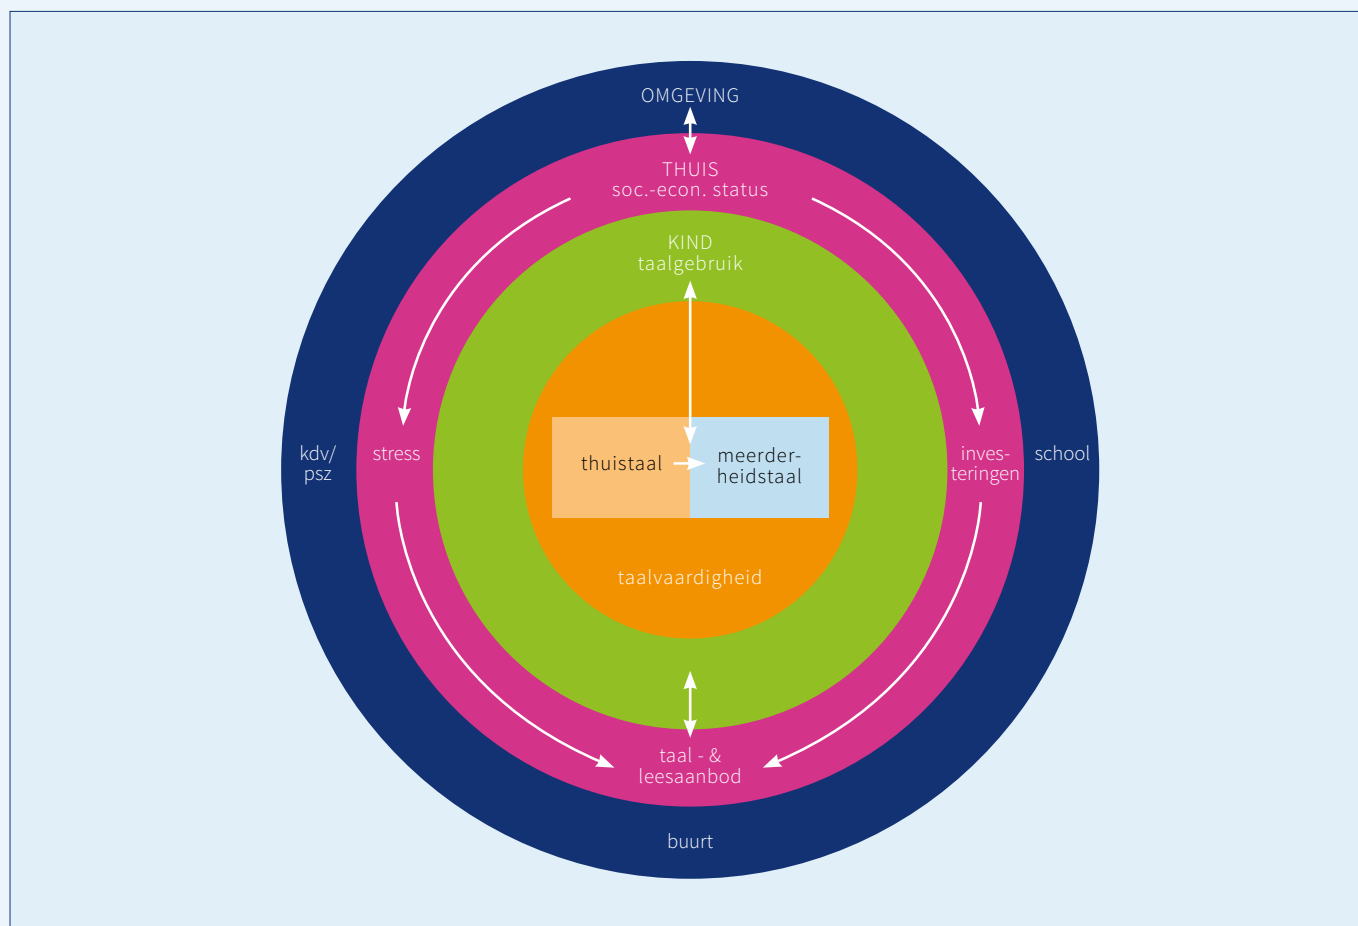 OMGEVING
THUIS
soc.-econ. status
KIND
taalgebruik
kdv/
psz
stress
thuistaal
meerder-
heidstaal
inves-
teringen
school
taalvaardigheid
taal - &
leesaanbod
buurt